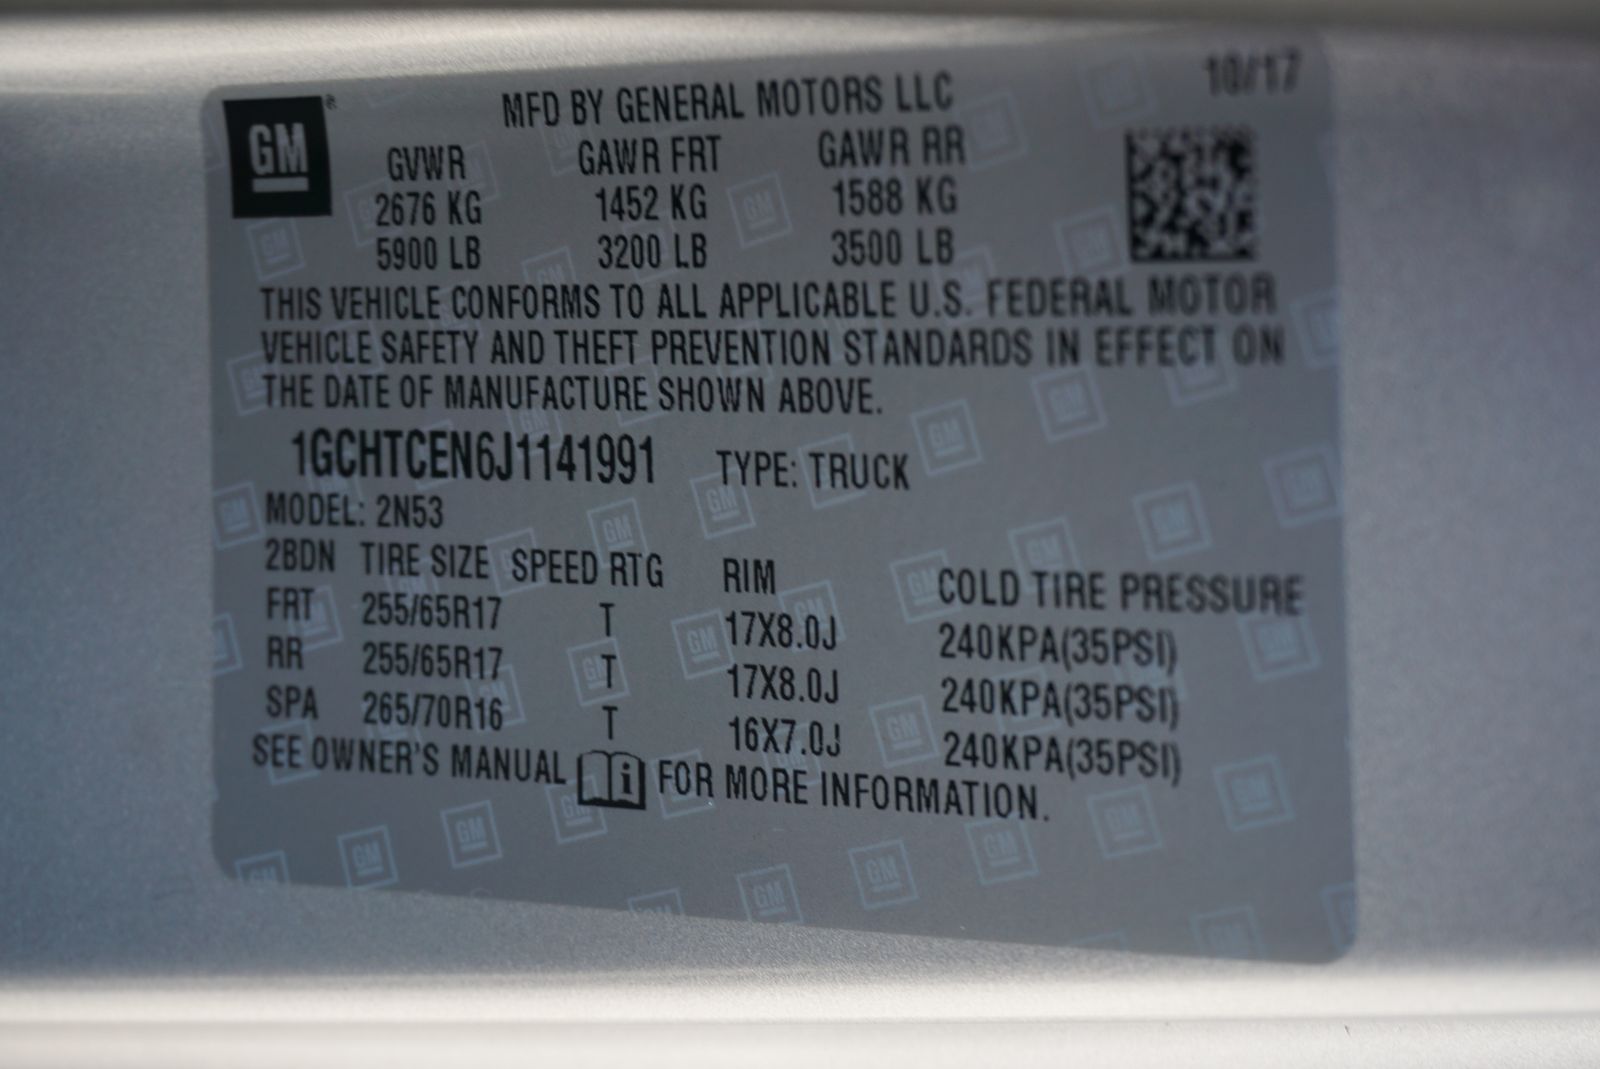 GM®
MFD BY GENERAL MOTORS LLC 10/17
GVWR GAWR FRT GAWR RR
2676 KG 1452 KG 1588 KG
5900 LB 3200 LB 3500 LB
THIS VEHICLE CONFORMS TO ALL APPLICABLE U.S. FEDERAL MOTOR
VEHICLE SAFETY AND THEFT PREVENTION STANDARDS IN EFFECT ON
THE DATE OF MANUFACTURE SHOWN ABOVE.
1GCHTCEN6J1141991 TYPE: TRUCK
MODEL: 2N53
2BDN TIRE SIZE SPEED RTG RIM COLD TIRE PRESSURE
FRT 255/65R17 T 17X8.0J 240KPA(35PSI)
RR 255/65R17 T 17X8.0J 240KPA(35PSI)
SPA 265/70R16 T 16X7.0J 240KPA(35PSI)
SEE OWNER'S MANUAL FOR MORE INFORMATION.